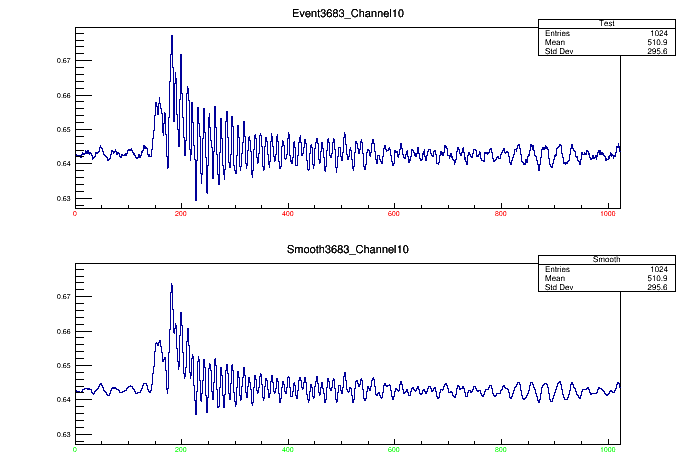 Event3683_Channel10
Test
Entries 1024
Mean 510.9
Std Dev 295.6
0.67
0.66
0.65
0.64
0.63
0 200 400 600 800 1000
Smooth3683_Channel10
Smooth
Entries 1024
Mean 510.9
Std Dev 295.6
0.67
0.66
0.65
0.64
0.63
0 200 400 600 800 1000